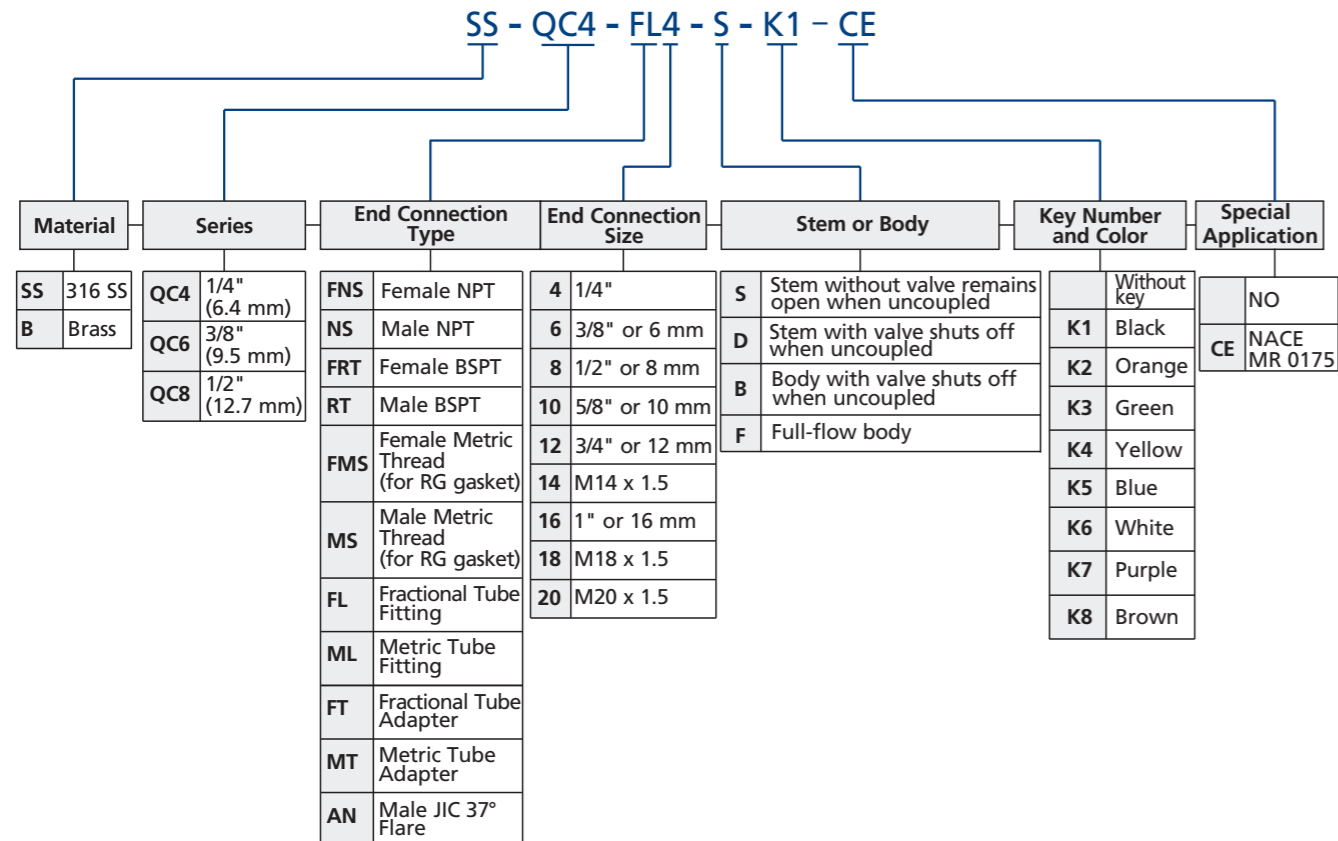 SS - QC4 - FL4 - S - K1 - CE
Material
Series
End Connection
Type
End Connection
Size
Stem or Body
Key Number
and Color
Special
Application
SS 316 SS
B Brass
QC4 1/4"
(6.4 mm)
QC6 3/8"
(9.5 mm)
QC8 1/2"
(12.7 mm)
FNS Female NPT
NS Male NPT
FRT Female BSPT
RT Male BSPT
FMS Female Metric
Thread
(for RG gasket)
MS Male Metric
Thread
(for RG gasket)
FL Fractional Tube
Fitting
ML Metric Tube
Fitting
FT Fractional Tube
Adapter
MT Metric Tube
Adapter
AN Male JIC 37°
Flare
4 1/4"
6 3/8" or 6 mm
8 1/2" or 8 mm
10 5/8" or 10 mm
12 3/4" or 12 mm
14 M14 x 1.5
16 1" or 16 mm
18 M18 x 1.5
20 M20 x 1.5
S Stem without valve remains
open when uncoupled
D Stem with valve shuts off
when uncoupled
B Body with valve shuts off
when uncoupled
F Full-flow body
Without
key
K1 Black
K2 Orange
K3 Green
K4 Yellow
K5 Blue
K6 White
K7 Purple
K8 Brown
NO
CE NACE
MR 0175